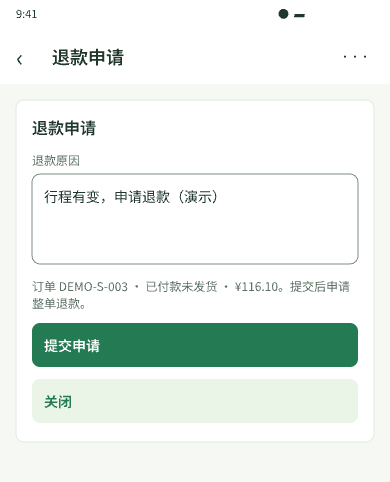 9:41
‹ 退款申请 ···
退款申请
退款原因
行程有变，申请退款（演示）
订单 DEMO-S-003 · 已付款未发货 · ¥116.10。提交后申请
整单退款。
提交申请
关闭